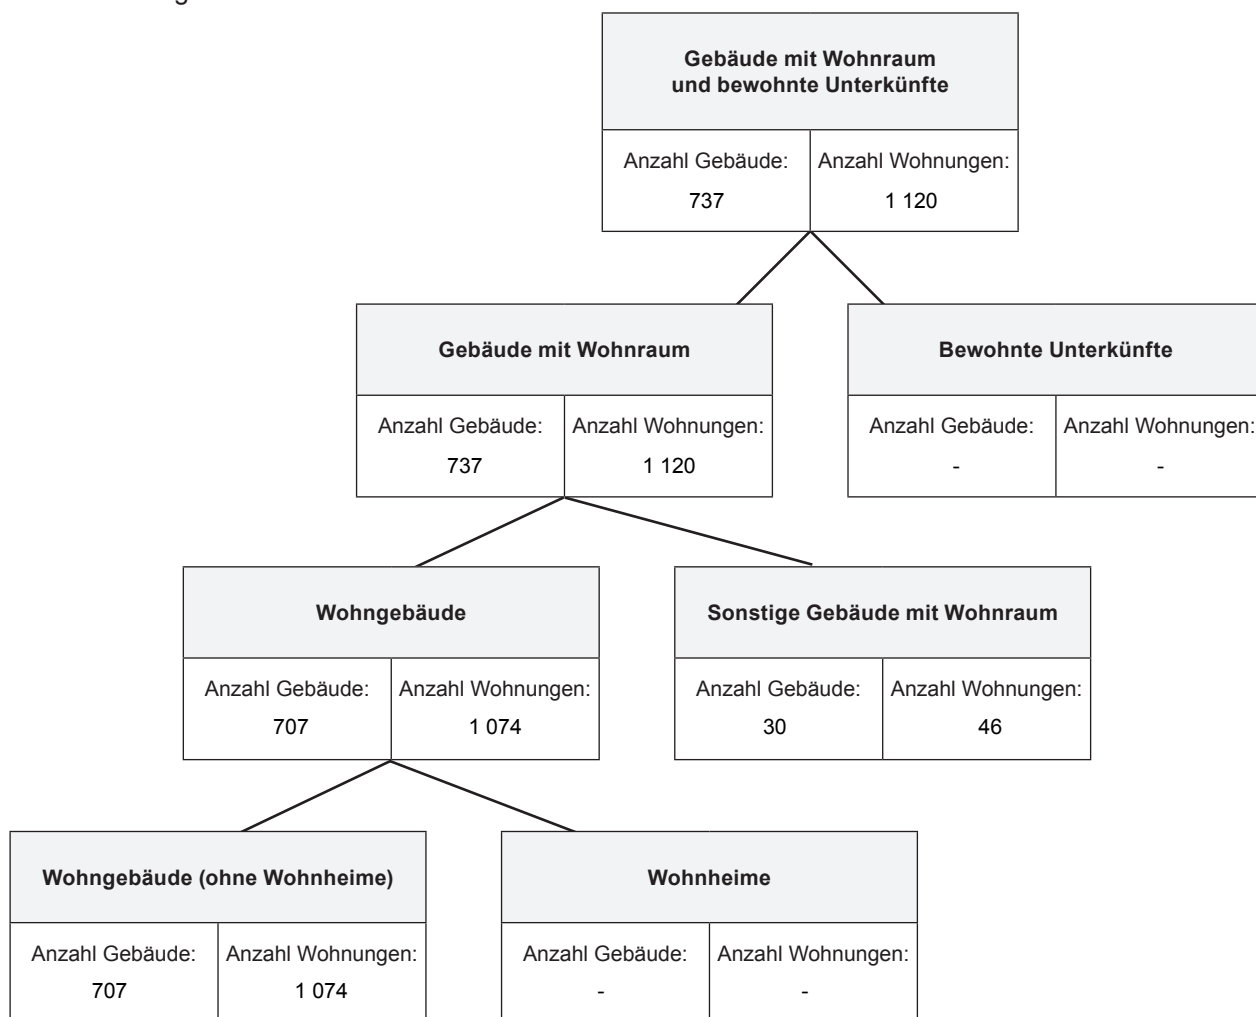 Gebäude mit Wohnraum
und bewohnte Unterkünfte
Anzahl Gebäude: Anzahl Wohnungen:
737 1 120
Gebäude mit Wohnraum
Anzahl Gebäude: Anzahl Wohnungen:
737 1 120
Bewohnte Unterkünfte
Anzahl Gebäude: Anzahl Wohnungen:
- -
Wohngebäude
Anzahl Gebäude: Anzahl Wohnungen:
707 1 074
Sonstige Gebäude mit Wohnraum
Anzahl Gebäude: Anzahl Wohnungen:
30 46
Wohngebäude (ohne Wohnheime)
Anzahl Gebäude: Anzahl Wohnungen:
707 1 074
Wohnheime
Anzahl Gebäude: Anzahl Wohnungen:
- -